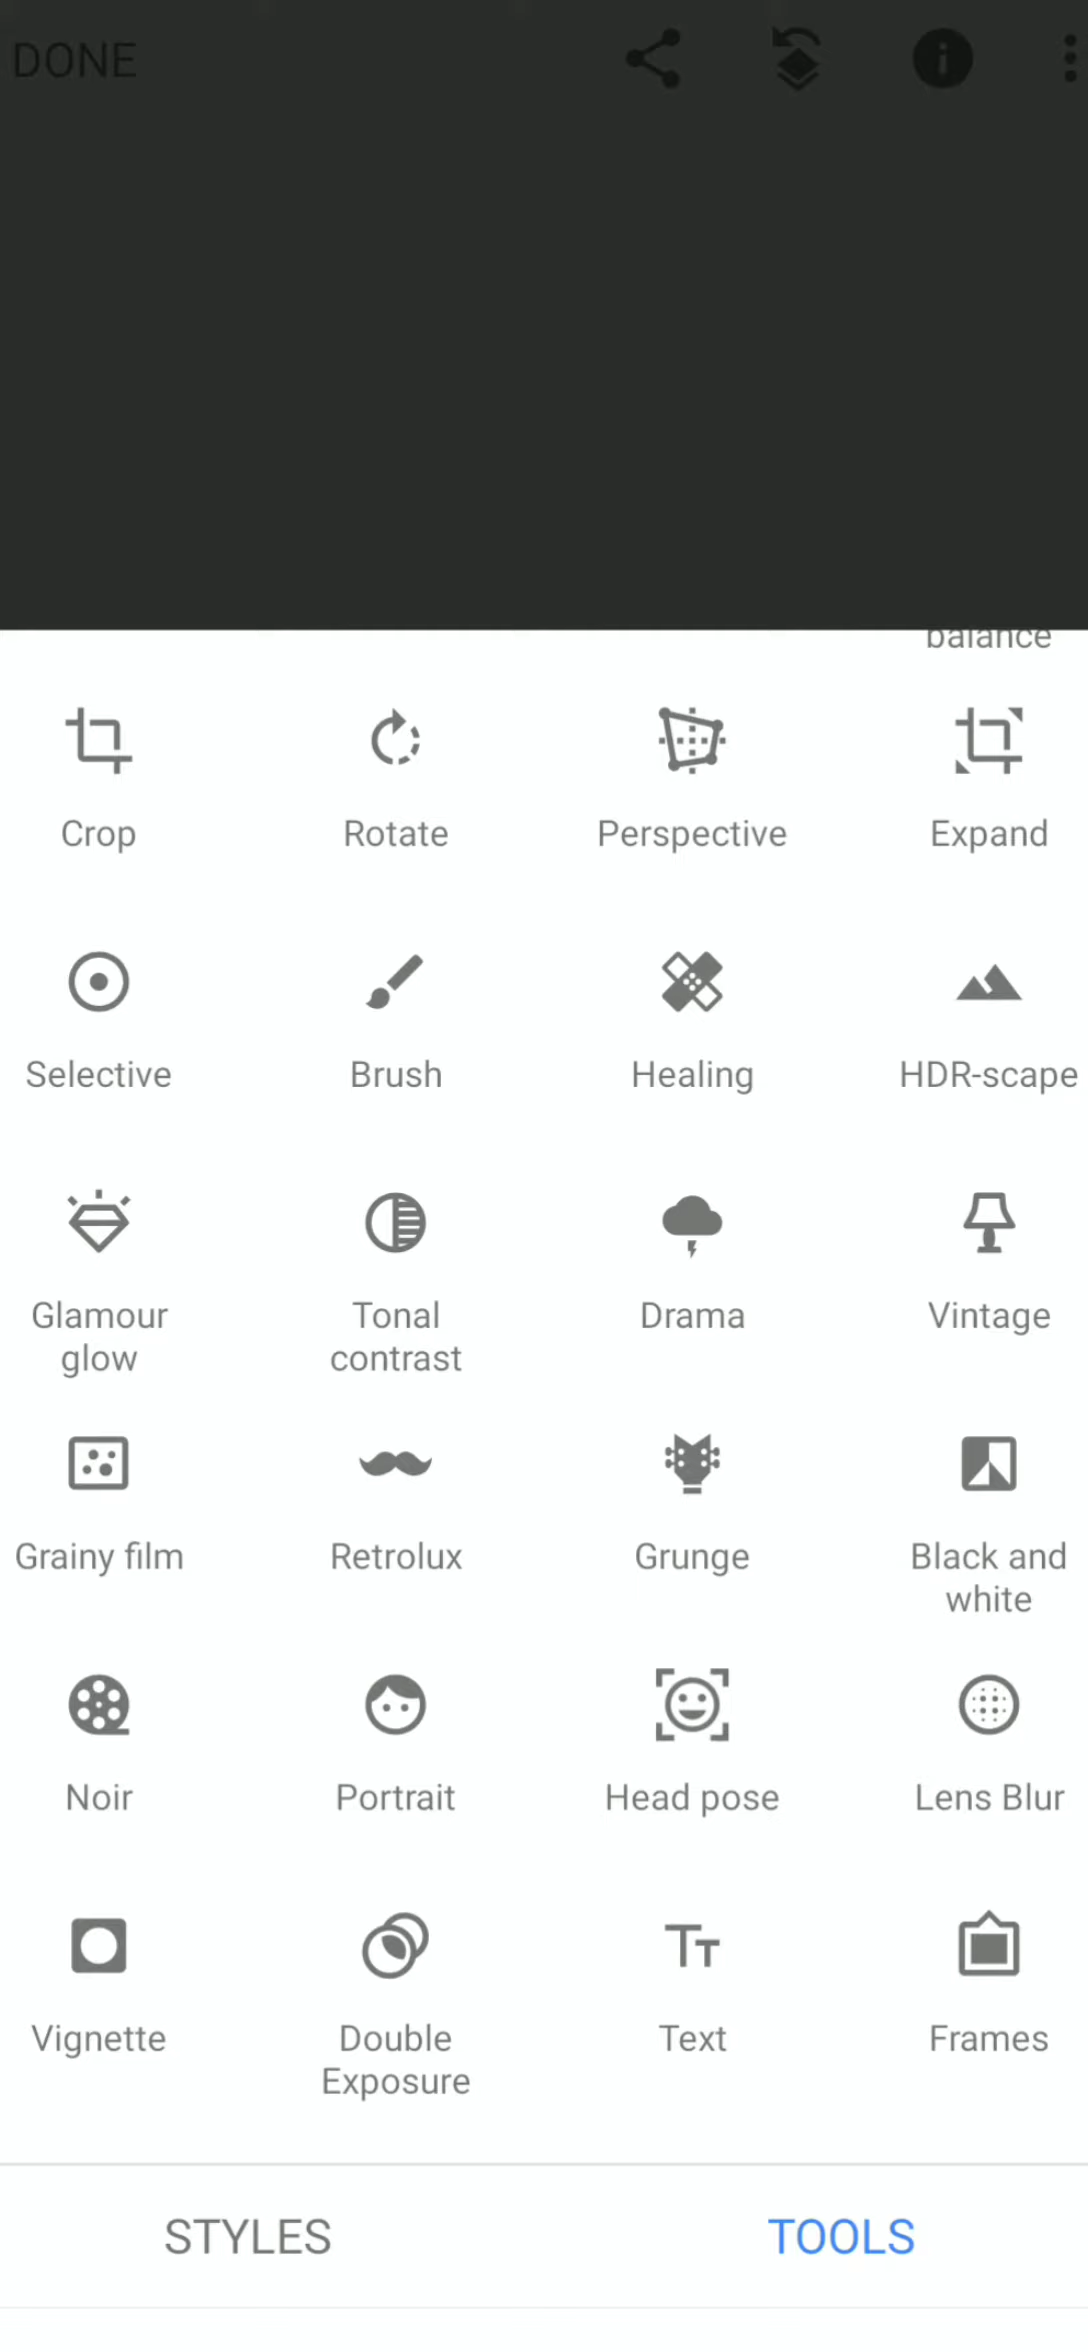 DONE
balance
Crop
Rotate
Perspective
Expand
Selective
Brush
Healing
HDR-scape
Glamour
glow
Tonal
contrast
Drama
Vintage
Grainy film
Retrolux
Grunge
Black and
white
Noir
Portrait
Head pose
Lens Blur
Vignette
Double
Exposure
Text
Frames
STYLES
TOOLS